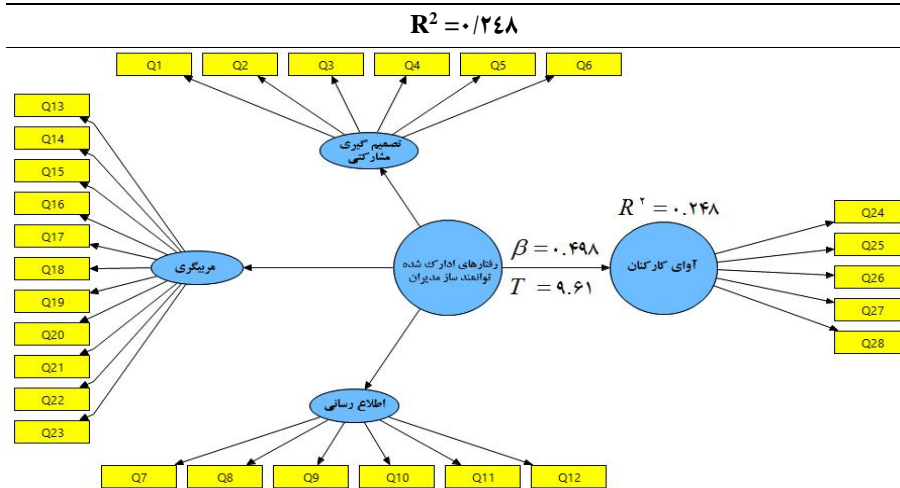 R² =٠/٢٤٨
Q1 Q2 Q3 Q4 Q5 Q6
Q13
Q14
Q15
Q16
Q17
Q18
Q19
Q20
Q21
Q22
Q23
تصمیم گیری
مشارکتی
مربیگری
رفتارهای ادارک شده
توانمند ساز مدیران
β = ۰.۴۹۸
T = ۹.۶۱
R ۲ = ۰.۲۴۸
آوای کارکنان
Q24
Q25
Q26
Q27
Q28
اطلاع رسانی
Q7 Q8 Q9 Q10 Q11 Q12